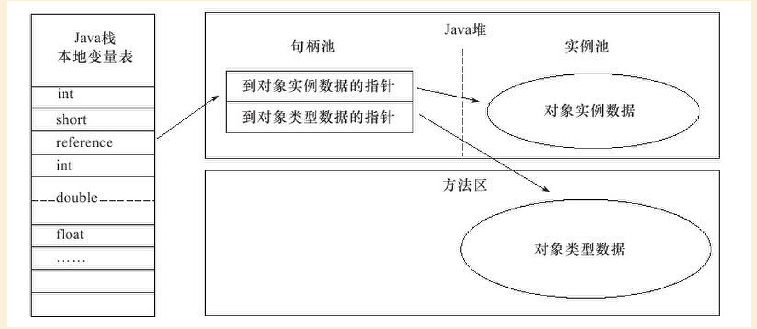 Java栈
本地变量表
int
short
reference
int
double
float
……
Java堆
句柄池
实例池
到对象实例数据的指针
到对象类型数据的指针
对象实例数据
方法区
对象类型数据